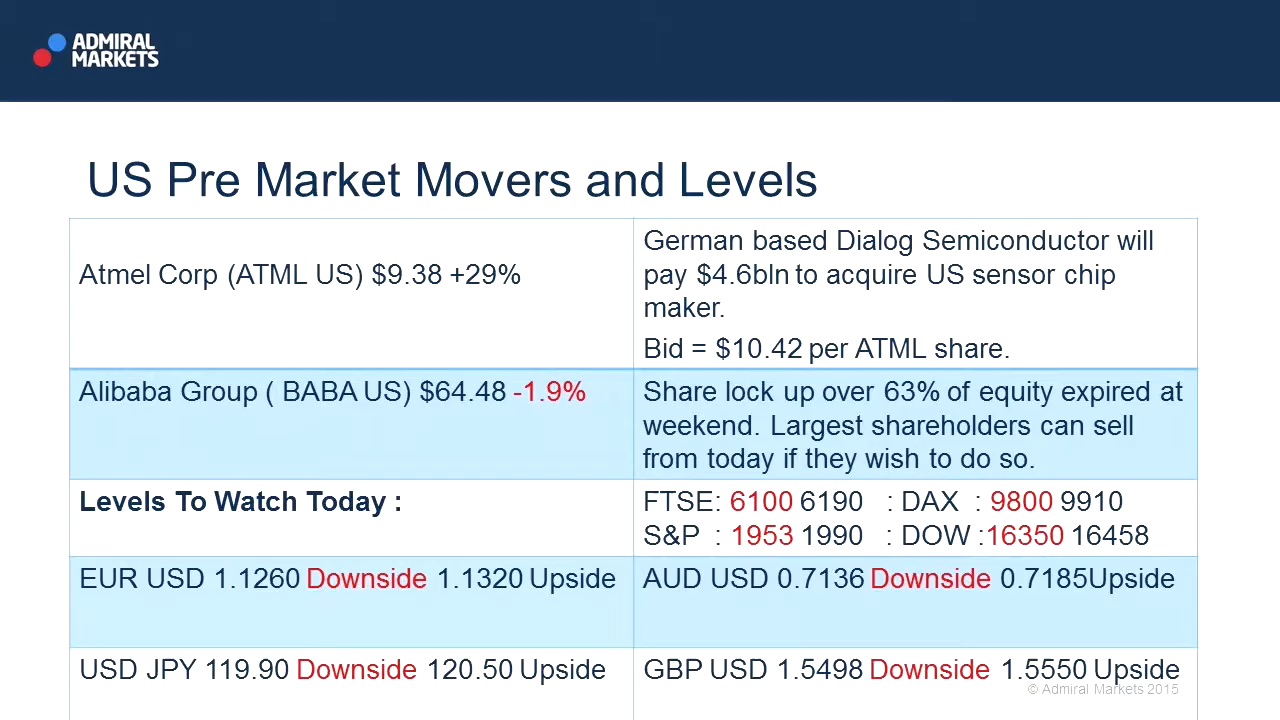 ADMIRAL
MARKETS
US Pre Market Movers and Levels
Atmel Corp (ATML US) $9.38 +29%
German based Dialog Semiconductor will
pay $4.6bln to acquire US sensor chip
maker.
Bid = $10.42 per ATML share.
Alibaba Group ( BABA US) $64.48 -1.9%
Share lock up over 63% of equity expired at
weekend. Largest shareholders can sell
from today if they wish to do so.
Levels To Watch Today :
FTSE: 6100 6190 : DAX : 9800 9910
S&P : 1953 1990 : DOW :16350 16458
EUR USD 1.1260 Downside 1.1320 Upside
AUD USD 0.7136 Downside 0.7185Upside
USD JPY 119.90 Downside 120.50 Upside
GBP USD 1.5498 Downside 1.5550 Upside
© Admiral Markets 2015